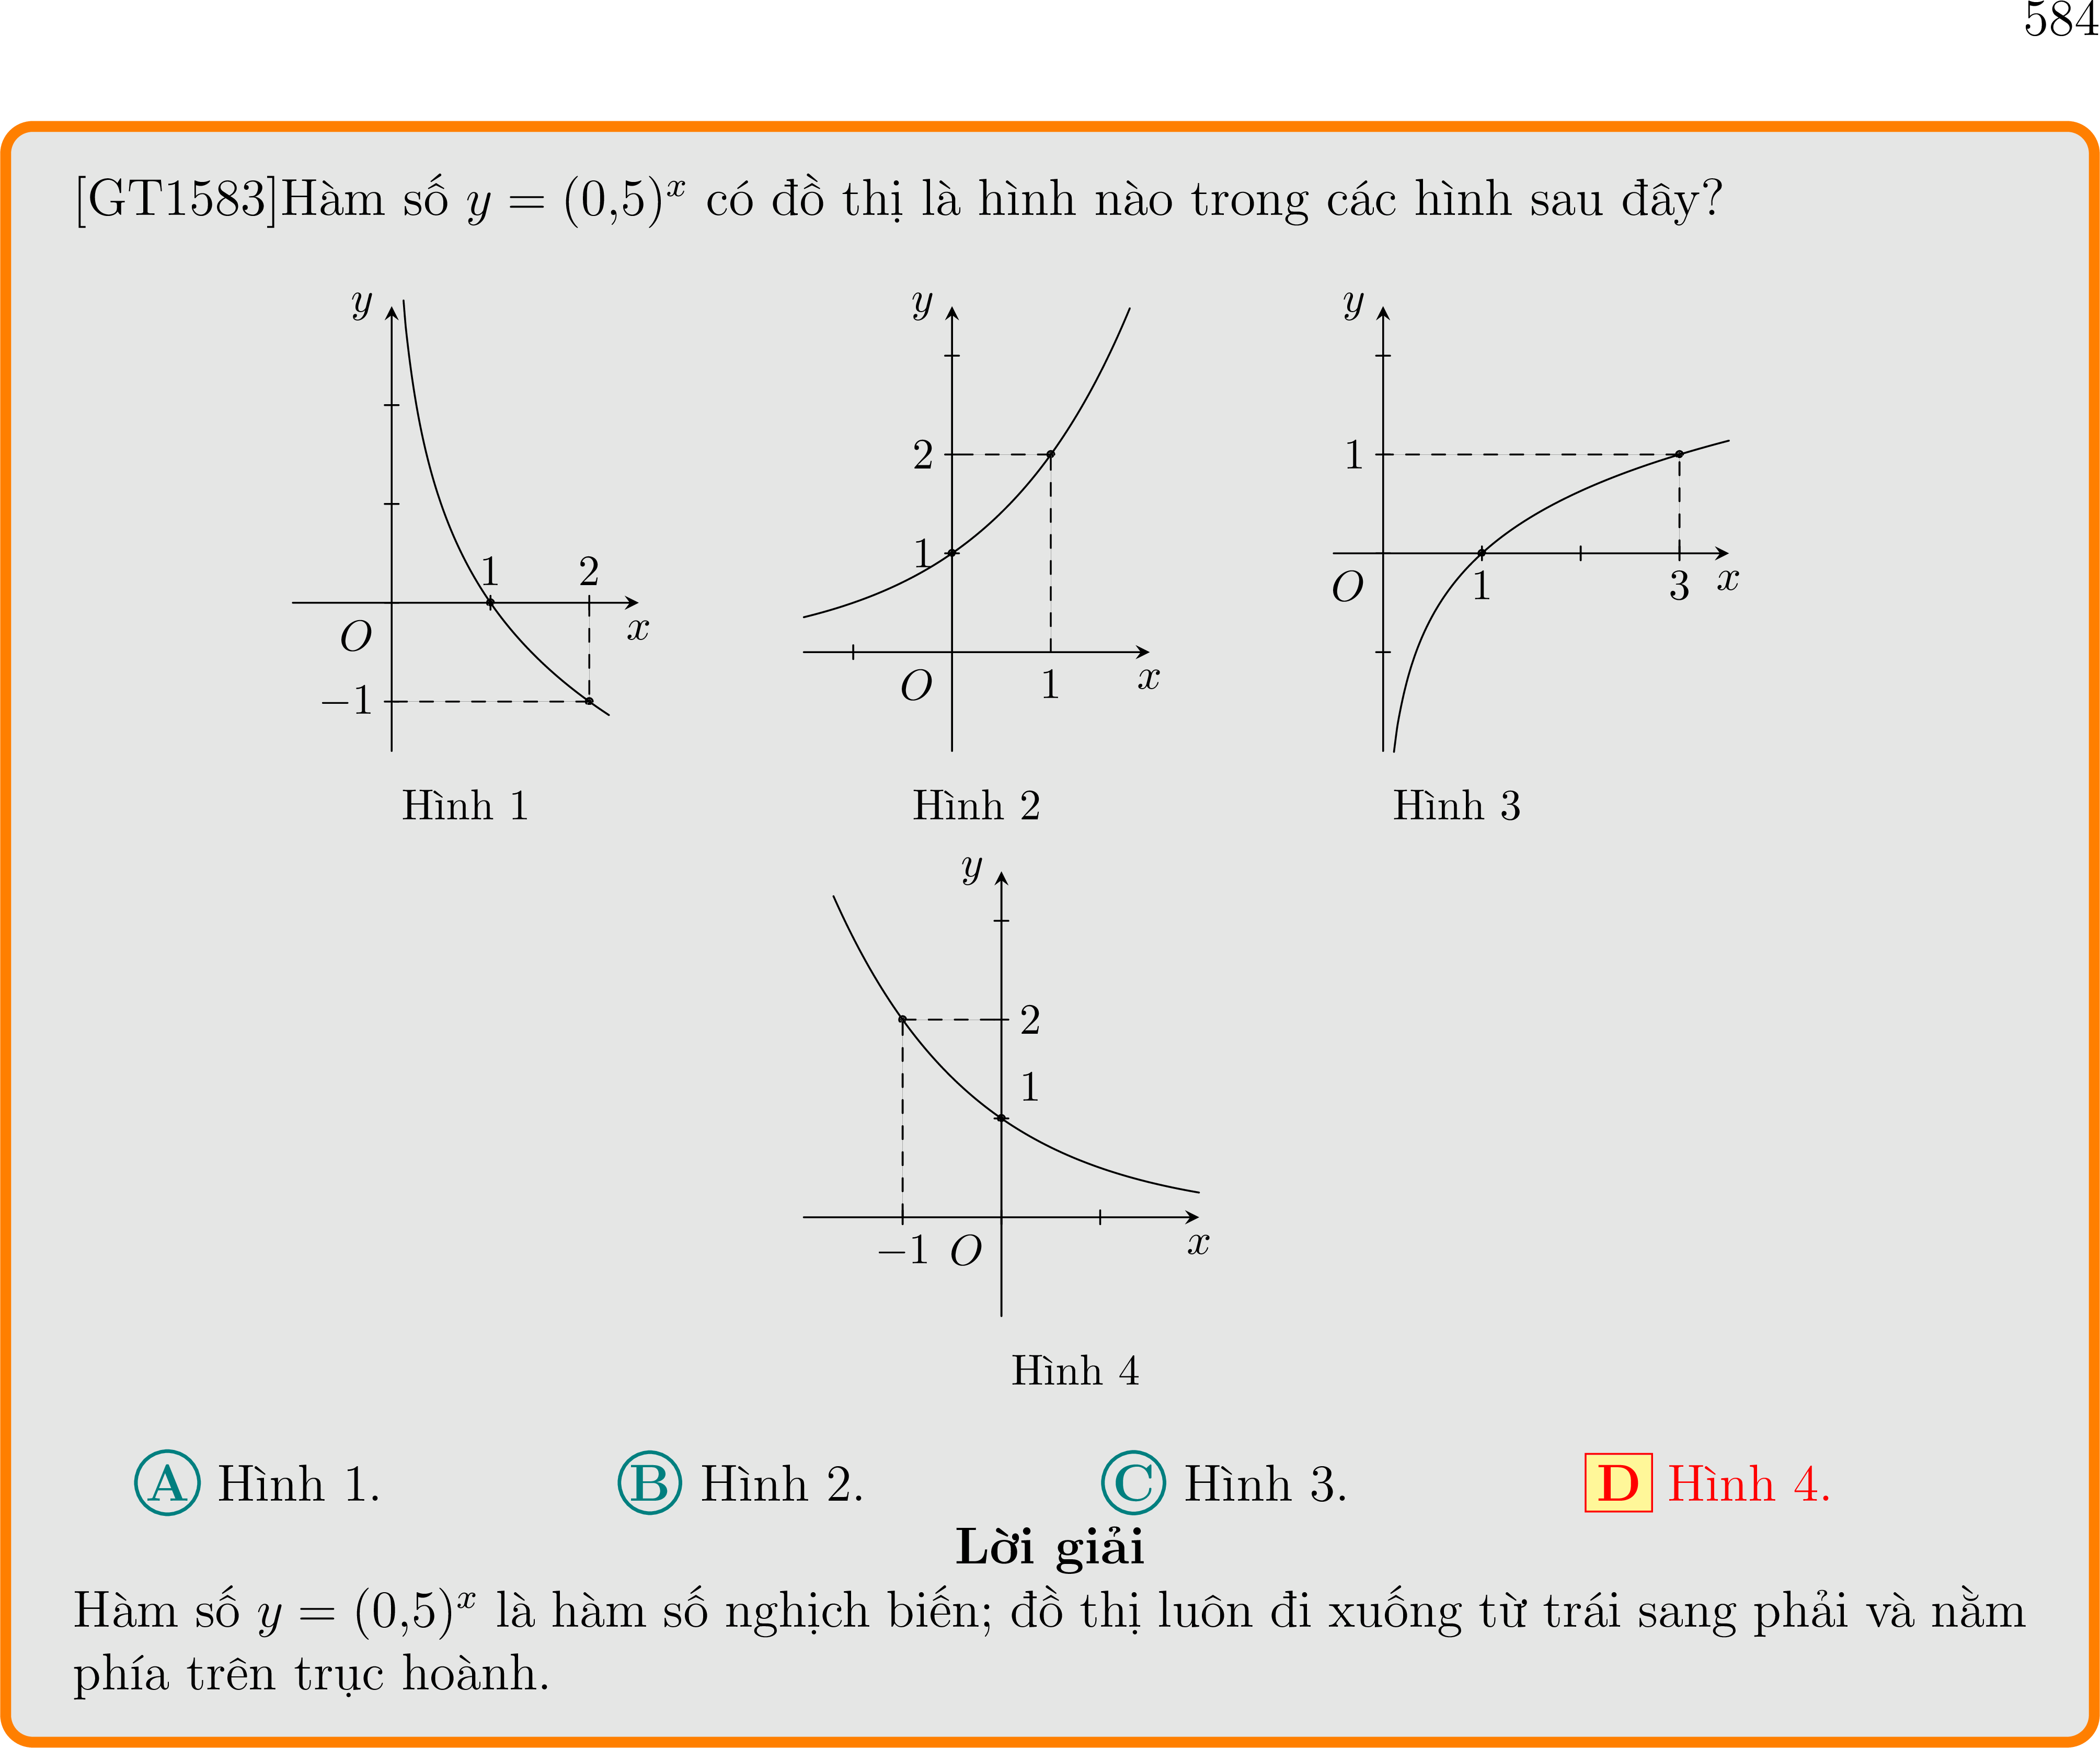 584
[GT1583]Hàm số y = (0,5)^x có đồ thị là hình nào trong các hình sau đây?
y
1
2
O
x
−1
Hình 1
y
2
1
O
1
x
Hình 2
y
1
O
1
3
x
Hình 3
y
2
1
−1
O
x
Hình 4
A Hình 1. B Hình 2. C Hình 3. D Hình 4.
Lời giải
Hàm số y = (0,5)^x là hàm số nghịch biến; đồ thị luôn đi xuống từ trái sang phải và nằm
phía trên trục hoành.